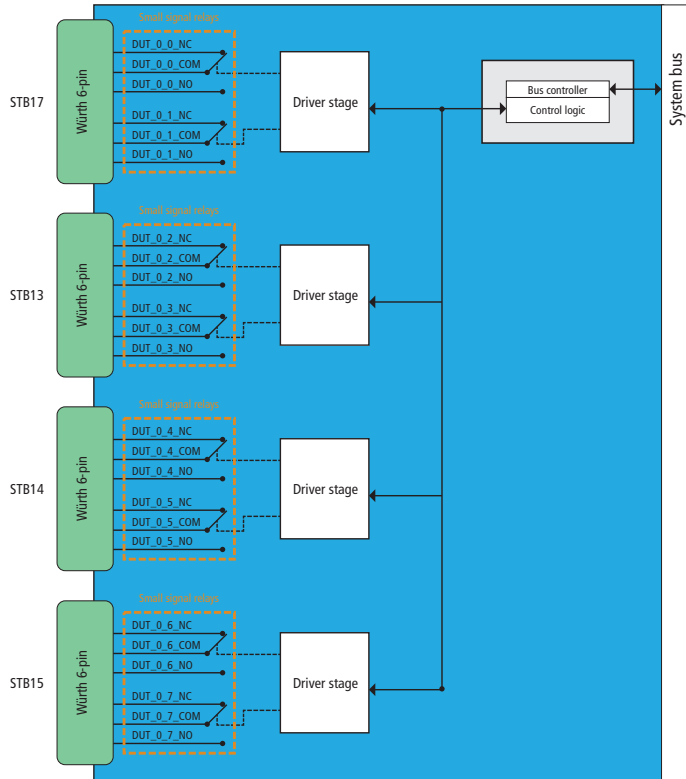 Small signal relays
STB17
Würth 6-pin
DUT_0_0_NC
DUT_0_0_COM
DUT_0_0_NO
DUT_0_1_NC
DUT_0_1_COM
DUT_0_1_NO
Driver stage
Bus controller
Control logic
System bus
Small signal relays
STB13
Würth 6-pin
DUT_0_2_NC
DUT_0_2_COM
DUT_0_2_NO
DUT_0_3_NC
DUT_0_3_COM
DUT_0_3_NO
Driver stage
Small signal relays
STB14
Würth 6-pin
DUT_0_4_NC
DUT_0_4_COM
DUT_0_4_NO
DUT_0_5_NC
DUT_0_5_COM
DUT_0_5_NO
Driver stage
Small signal relays
STB15
Würth 6-pin
DUT_0_6_NC
DUT_0_6_COM
DUT_0_6_NO
DUT_0_7_NC
DUT_0_7_COM
DUT_0_7_NO
Driver stage